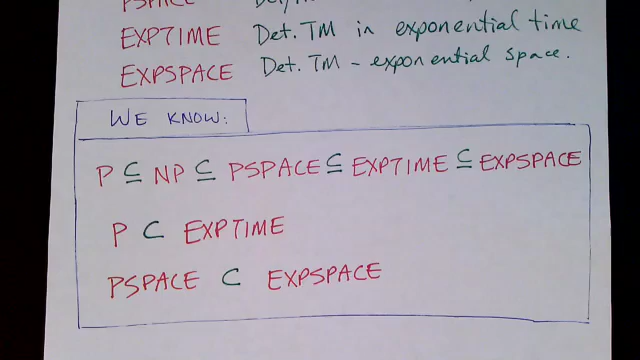 PSPACE
EXPTIME Det. TM in exponential time
EXPSPACE Det. TM - exponential space.
WE KNOW:
P ⊆ NP ⊆ PSPACE ⊆ EXPTIME ⊆ EXPSPACE
P ⊂ EXPTIME
PSPACE ⊂ EXPSPACE